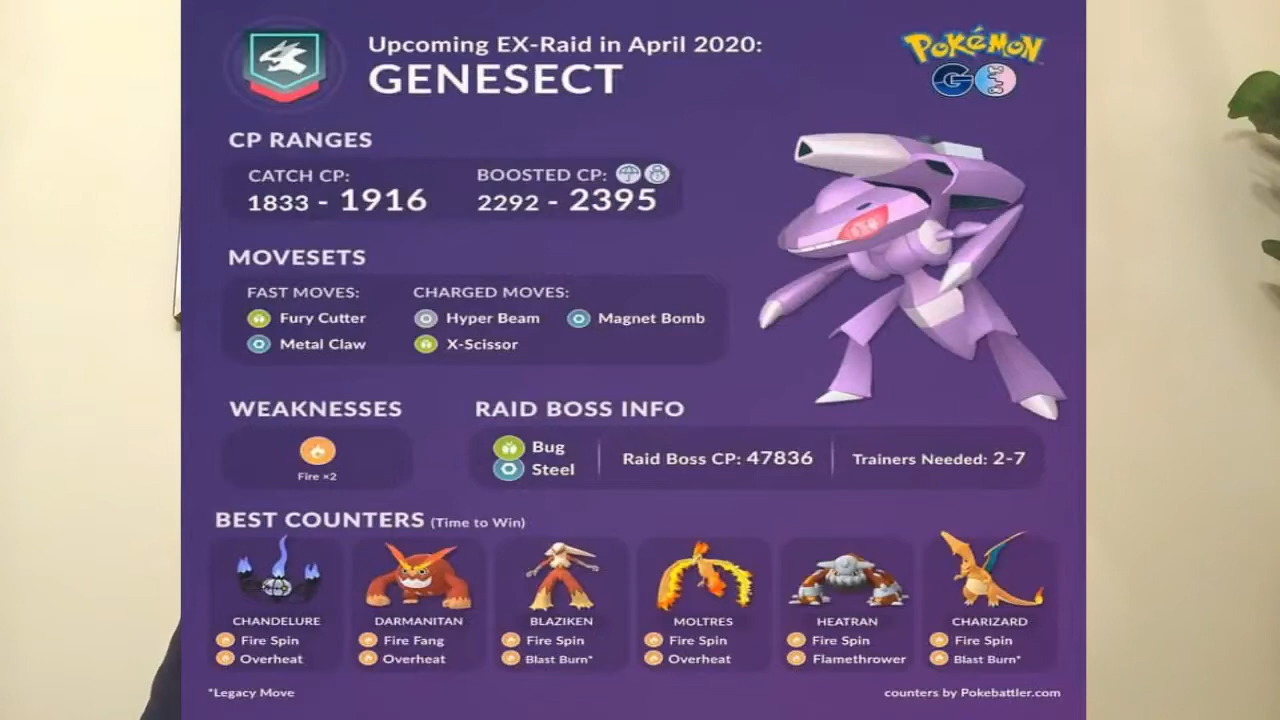 Upcoming EX-Raid in April 2020:
GENESECT
POKéMON
GO
CP RANGES
CATCH CP:
1833 - 1916
BOOSTED CP:
2292 - 2395
MOVESETS
FAST MOVES:
Fury Cutter
Metal Claw
CHARGED MOVES:
Hyper Beam
Magnet Bomb
X-Scissor
WEAKNESSES
Fire ×2
RAID BOSS INFO
Bug
Steel
Raid Boss CP: 47836
Trainers Needed: 2-7
BEST COUNTERS (Time to Win)
CHANDELURE
Fire Spin
Overheat
DARMANITAN
Fire Fang
Overheat
BLAZIKEN
Fire Spin
Blast Burn*
MOLTRES
Fire Spin
Overheat
HEATRAN
Fire Spin
Flamethrower
CHARIZARD
Fire Spin
Blast Burn*
*Legacy Move
counters by Pokebattler.com